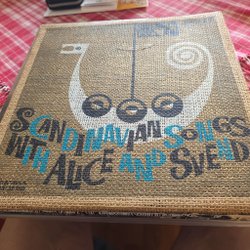 SCANDINAVIAN SONGS
WITH ALICE AND SVEND